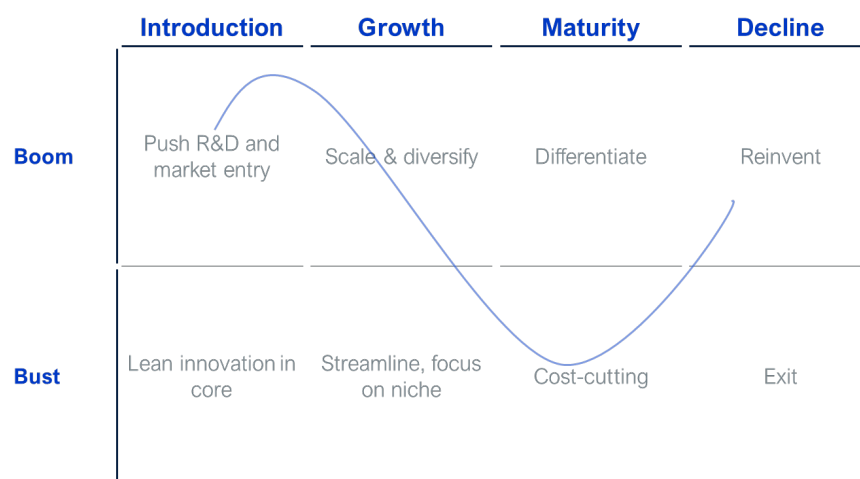 Introduction Growth Maturity Decline
Boom
Push R&D and
market entry
Scale & diversify
Differentiate
Reinvent
Bust
Lean innovation in
core
Streamline, focus
on niche
Cost-cutting
Exit